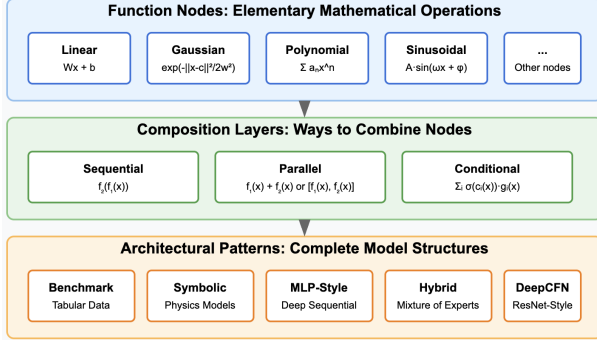 Function Nodes: Elementary Mathematical Operations
Linear
Wx + b
Gaussian
exp(-||x-c||²/2w²)
Polynomial
Σ aₙx^n
Sinusoidal
A·sin(ωx + φ)
...
Other nodes
Composition Layers: Ways to Combine Nodes
Sequential
f₂(f₁(x))
Parallel
f₁(x) + f₂(x) or [f₁(x), f₂(x)]
Conditional
Σᵢ σ(cᵢ(x))·gᵢ(x)
Architectural Patterns: Complete Model Structures
Benchmark
Tabular Data
Symbolic
Physics Models
MLP-Style
Deep Sequential
Hybrid
Mixture of Experts
DeepCFN
ResNet-Style